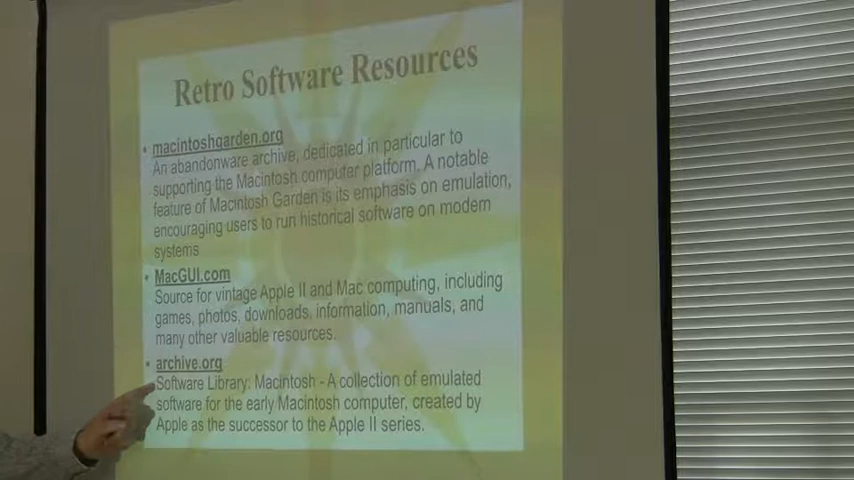 Retro Software Resources
• macintoshgarden.org
An abandonware archive, dedicated in particular to
supporting the Macintosh computer platform. A notable
feature of Macintosh Garden is its emphasis on emulation,
encouraging users to run historical software on modern
systems
• MacGUI.com
Source for vintage Apple II and Mac computing, including
games, photos, downloads, information, manuals, and
many other valuable resources.
• archive.org
Software Library: Macintosh - A collection of emulated
software for the early Macintosh computer, created by
Apple as the successor to the Apple II series.